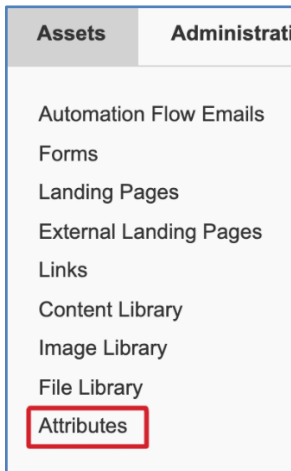 Assets Administrati
Automation Flow Emails
Forms
Landing Pages
External Landing Pages
Links
Content Library
Image Library
File Library
Attributes